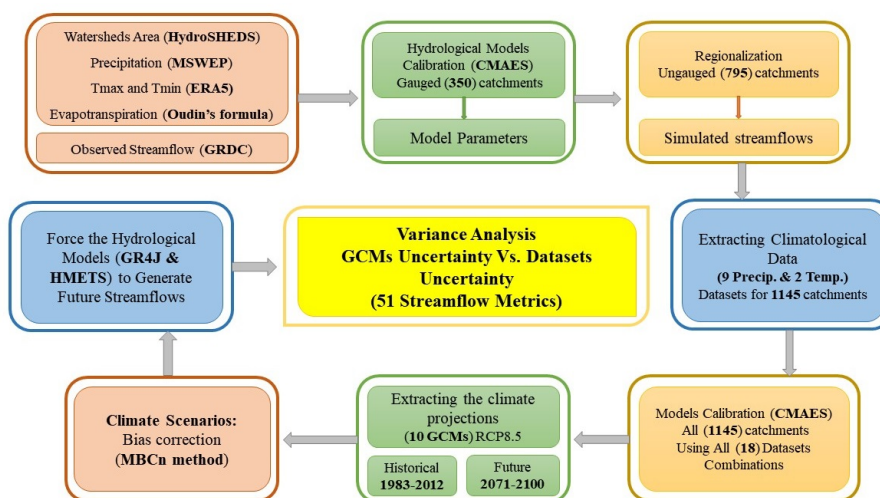 Watersheds Area (HydroSHEDS)
Precipitation (MSWEP)
Tmax and Tmin (ERA5)
Evapotranspiration (Oudin's formula)
Observed Streamflow (GRDC)
Hydrological Models
Calibration (CMAES)
Gauged (350) catchments
Model Parameters
Regionalization
Ungauged (795) catchments
Simulated streamflows
Extracting Climatological
Data
(9 Precip. & 2 Temp.)
Datasets for 1145 catchments
Models Calibration (CMAES)
All (1145) catchments
Using All (18) Datasets
Combinations
Extracting the climate
projections
(10 GCMs) RCP8.5
Historical
1983-2012
Future
2071-2100
Climate Scenarios:
Bias correction
(MBCn method)
Force the Hydrological
Models (GR4J &
HMETS) to Generate
Future Streamflows
Variance Analysis
GCMs Uncertainty Vs. Datasets
Uncertainty
(51 Streamflow Metrics)